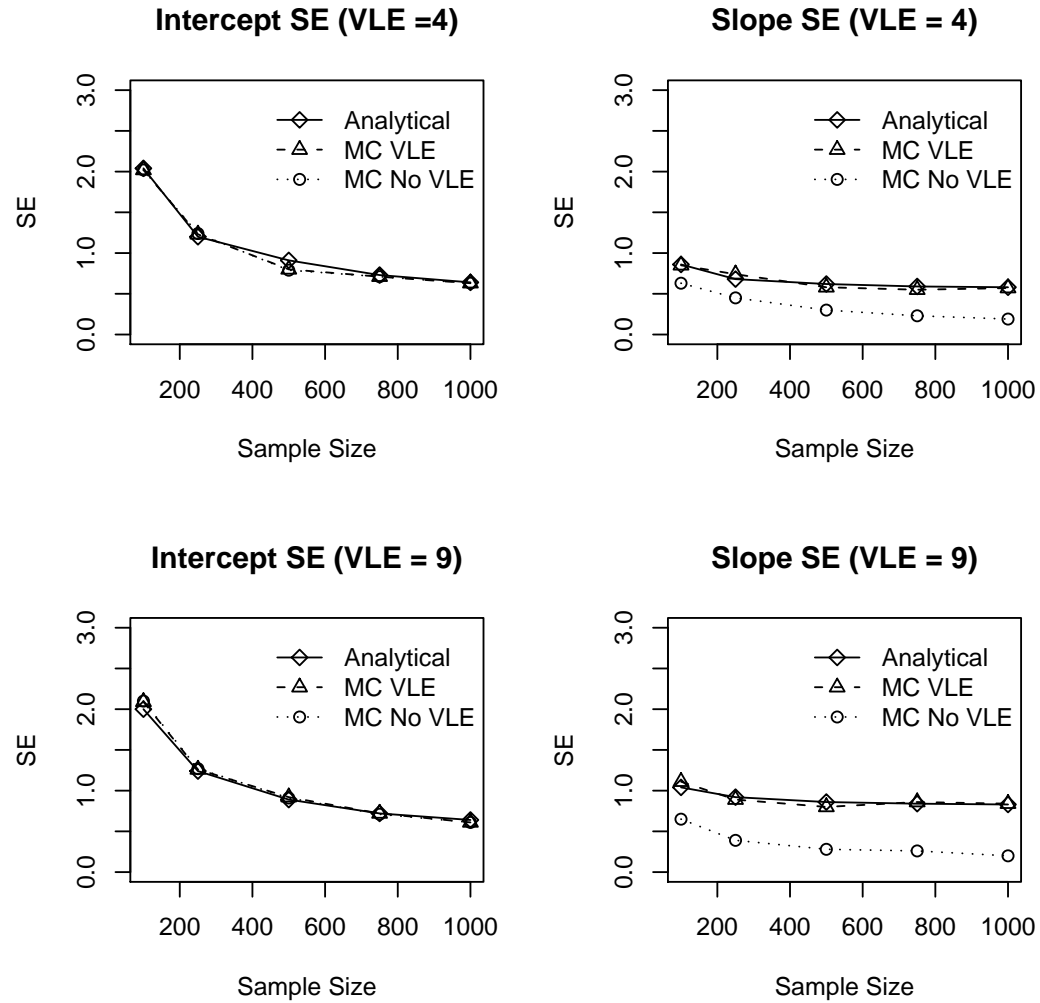 Intercept SE (VLE =4)
SE
0.0 1.0 2.0 3.0
Analytical
MC VLE
MC No VLE
200 400 600 800 1000
Sample Size
Slope SE (VLE = 4)
SE
0.0 1.0 2.0 3.0
Analytical
MC VLE
MC No VLE
200 400 600 800 1000
Sample Size
Intercept SE (VLE = 9)
SE
0.0 1.0 2.0 3.0
Analytical
MC VLE
MC No VLE
200 400 600 800 1000
Sample Size
Slope SE (VLE = 9)
SE
0.0 1.0 2.0 3.0
Analytical
MC VLE
MC No VLE
200 400 600 800 1000
Sample Size